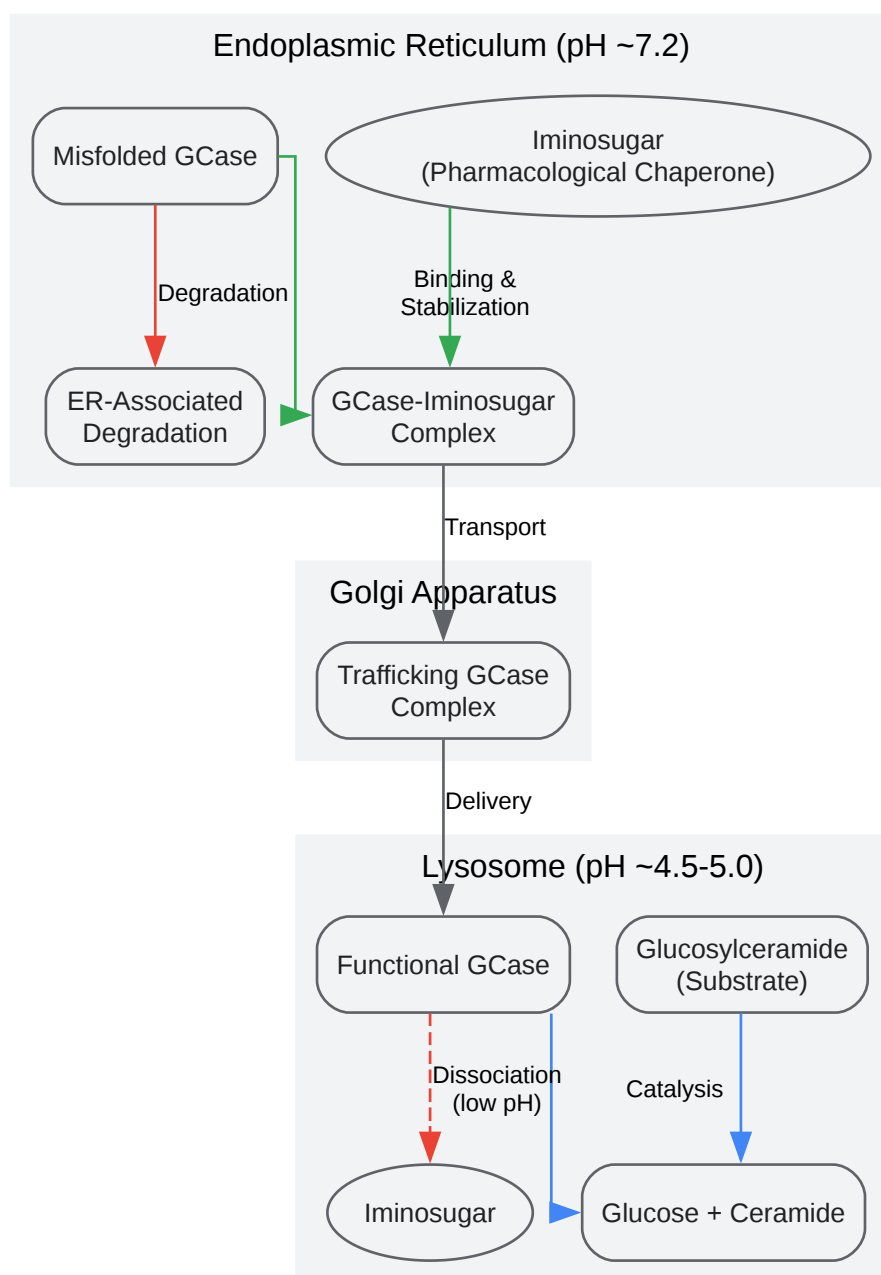 Endoplasmic Reticulum (pH ~7.2)
Misfolded GCase
Iminosugar
(Pharmacological Chaperone)
Degradation
Binding &
Stabilization
ER-Associated
Degradation
GCase-Iminosugar
Complex
Transport
Golgi Apparatus
Trafficking GCase
Complex
Delivery
Lysosome (pH ~4.5-5.0)
Functional GCase
Glucosylceramide
(Substrate)
Dissociation
(low pH)
Catalysis
Iminosugar
Glucose + Ceramide